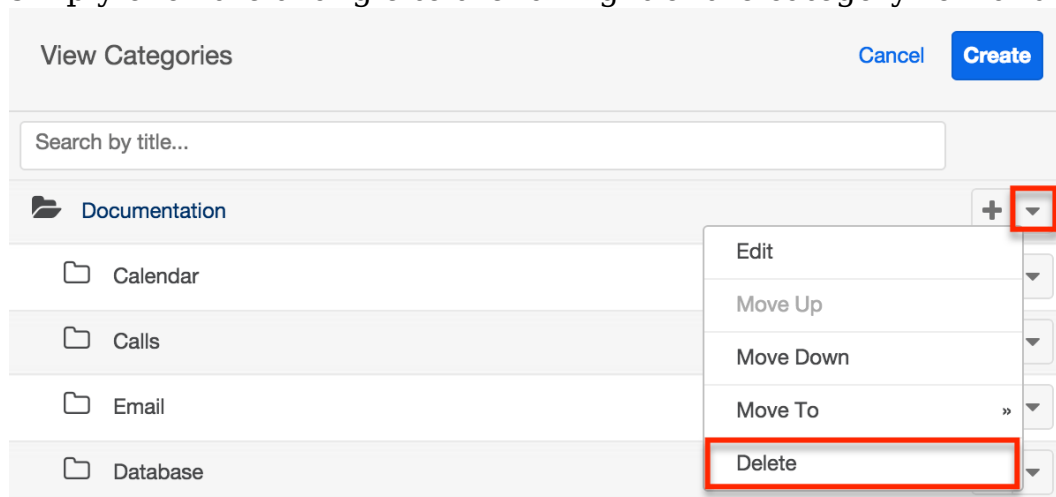 View Categories Cancel Create
Search by title...
Documentation
Edit
Calendar
Move Up
Calls
Move Down
Email
Move To »
Database
Delete